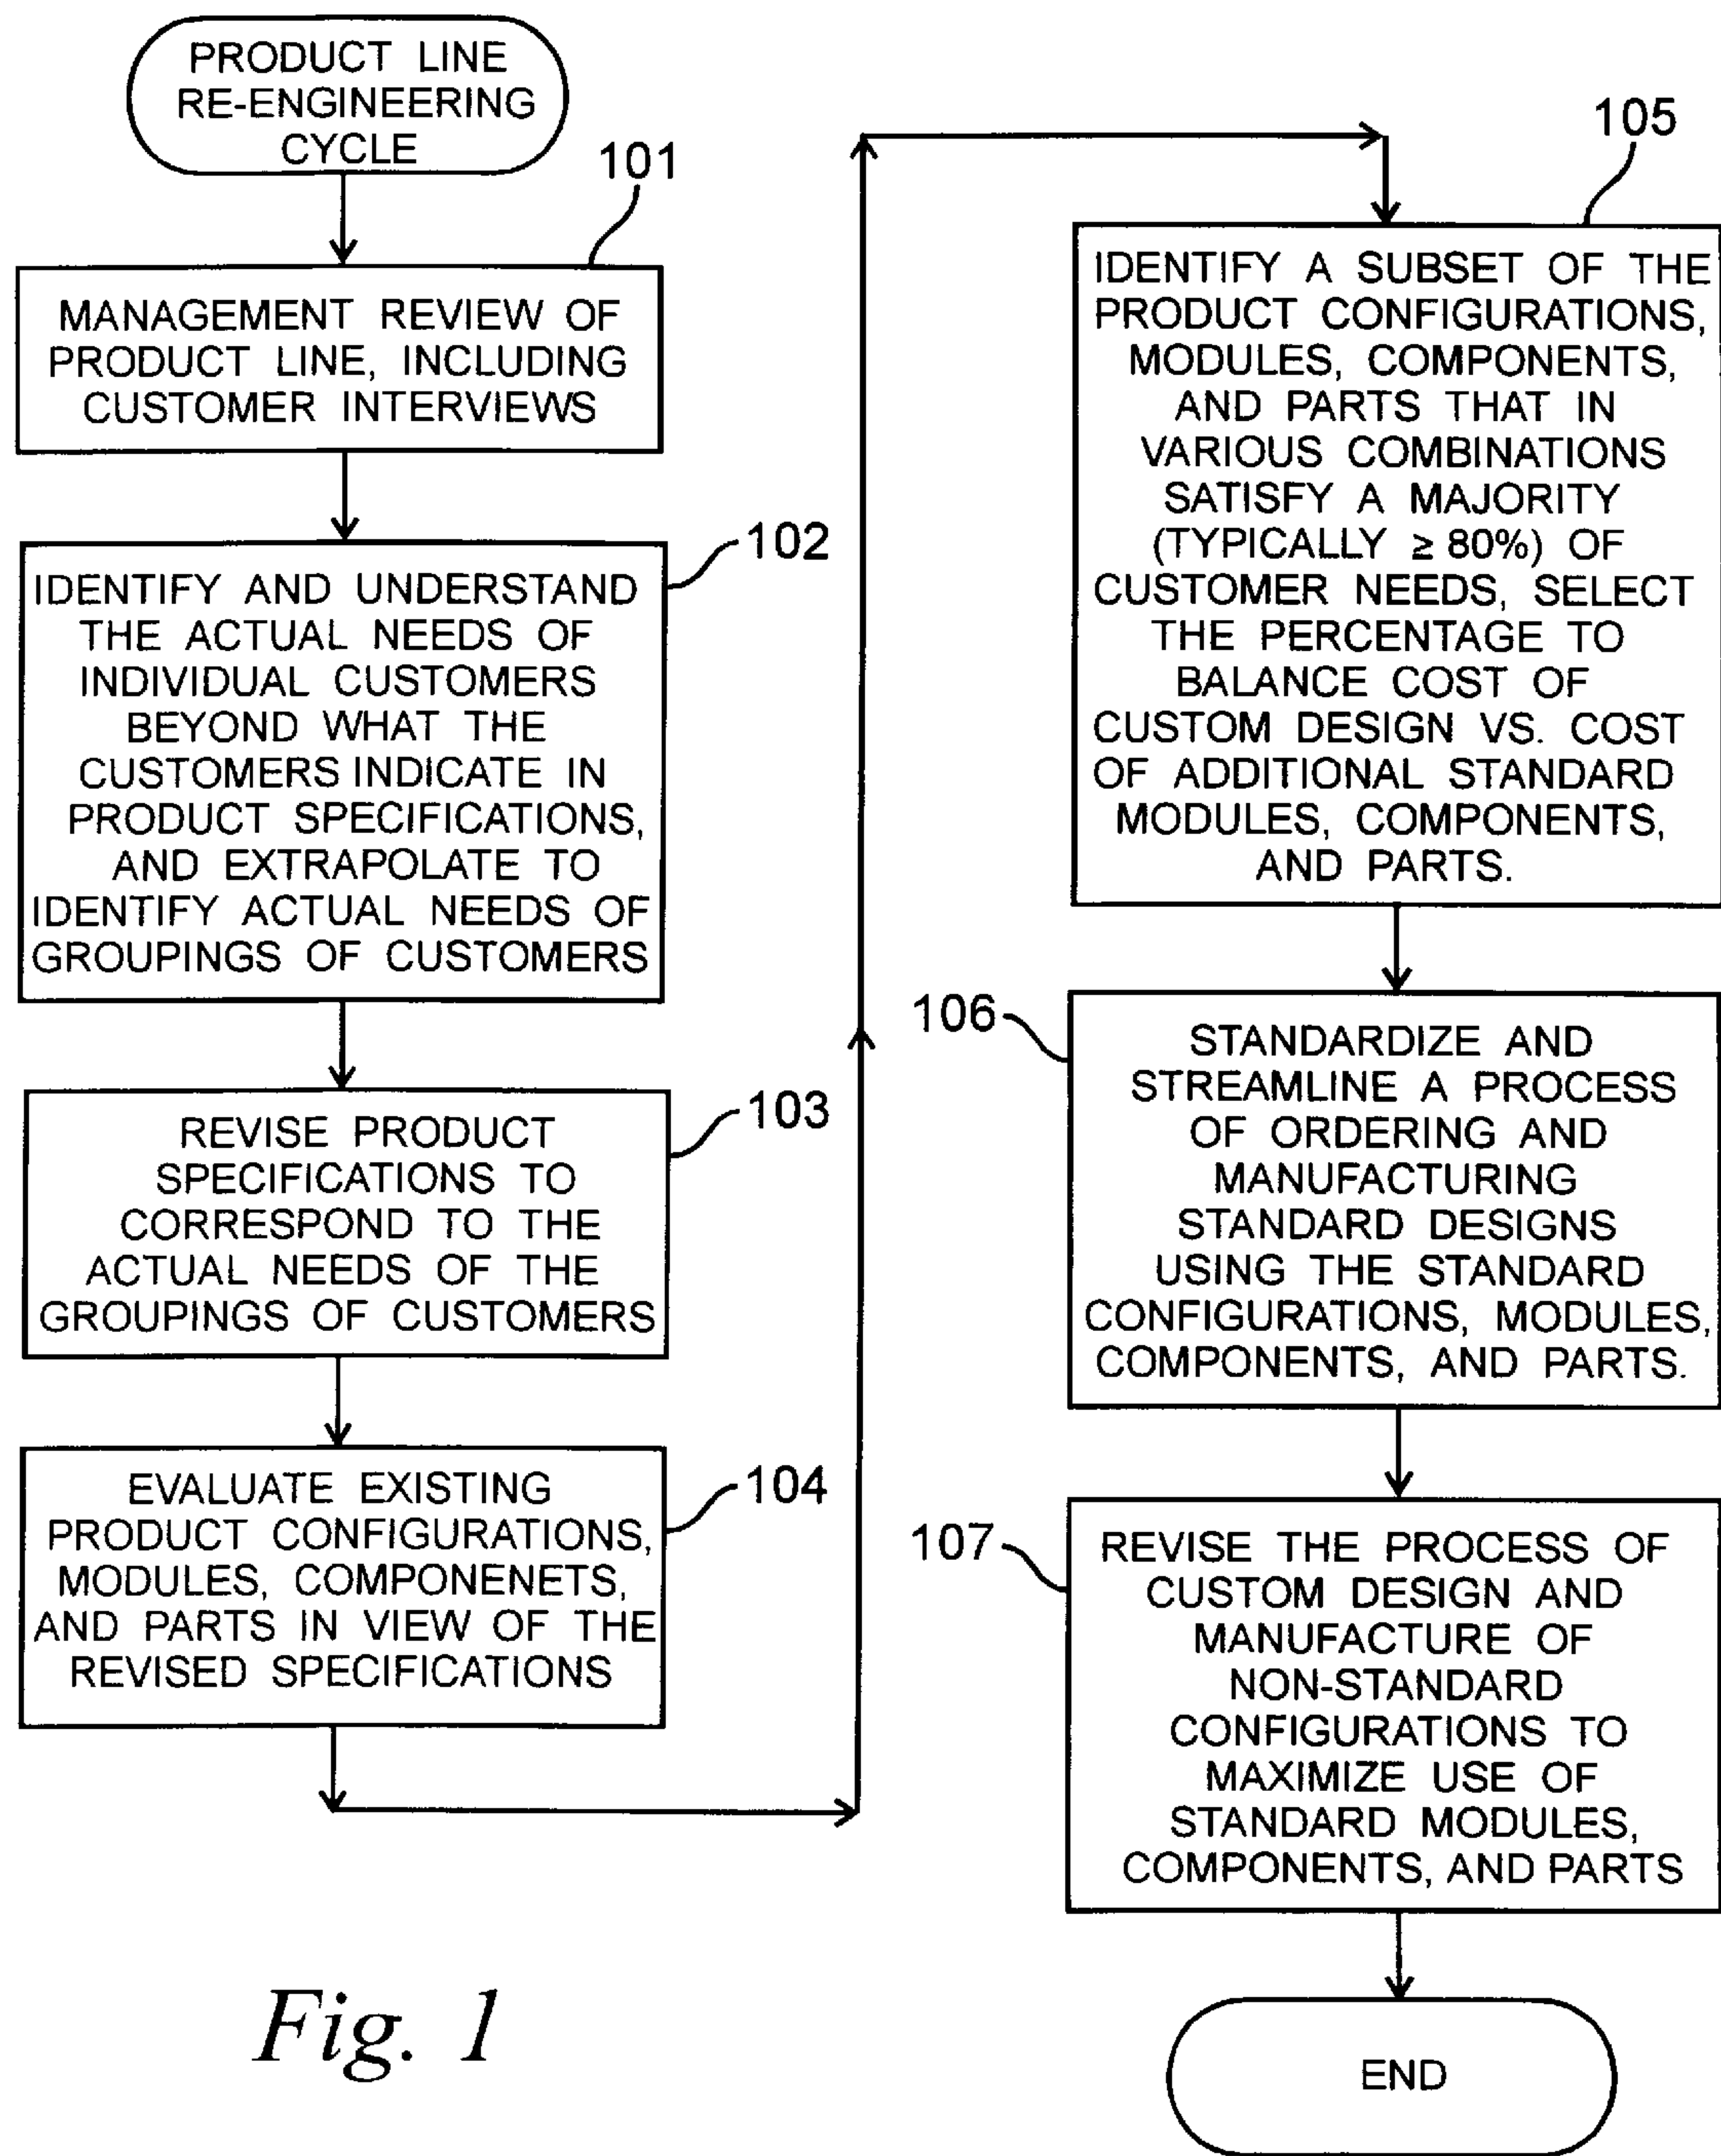 PRODUCT LINE
RE-ENGINEERING
CYCLE
101
MANAGEMENT REVIEW OF
PRODUCT LINE, INCLUDING
CUSTOMER INTERVIEWS
102
IDENTIFY AND UNDERSTAND
THE ACTUAL NEEDS OF
INDIVIDUAL CUSTOMERS
BEYOND WHAT THE
CUSTOMERS INDICATE IN
PRODUCT SPECIFICATIONS,
AND EXTRAPOLATE TO
IDENTIFY ACTUAL NEEDS OF
GROUPINGS OF CUSTOMERS
103
REVISE PRODUCT
SPECIFICATIONS TO
CORRESPOND TO THE
ACTUAL NEEDS OF THE
GROUPINGS OF CUSTOMERS
104
EVALUATE EXISTING
PRODUCT CONFIGURATIONS,
MODULES, COMPONENETS,
AND PARTS IN VIEW OF THE
REVISED SPECIFICATIONS
105
IDENTIFY A SUBSET OF THE
PRODUCT CONFIGURATIONS,
MODULES, COMPONENTS,
AND PARTS THAT IN
VARIOUS COMBINATIONS
SATISFY A MAJORITY
(TYPICALLY ≥ 80%) OF
CUSTOMER NEEDS, SELECT
THE PERCENTAGE TO
BALANCE COST OF
CUSTOM DESIGN VS. COST
OF ADDITIONAL STANDARD
MODULES, COMPONENTS,
AND PARTS.
106
STANDARDIZE AND
STREAMLINE A PROCESS
OF ORDERING AND
MANUFACTURING
STANDARD DESIGNS
USING THE STANDARD
CONFIGURATIONS, MODULES,
COMPONENTS, AND PARTS.
107
REVISE THE PROCESS OF
CUSTOM DESIGN AND
MANUFACTURE OF
NON-STANDARD
CONFIGURATIONS TO
MAXIMIZE USE OF
STANDARD MODULES,
COMPONENTS, AND PARTS
END
Fig. 1